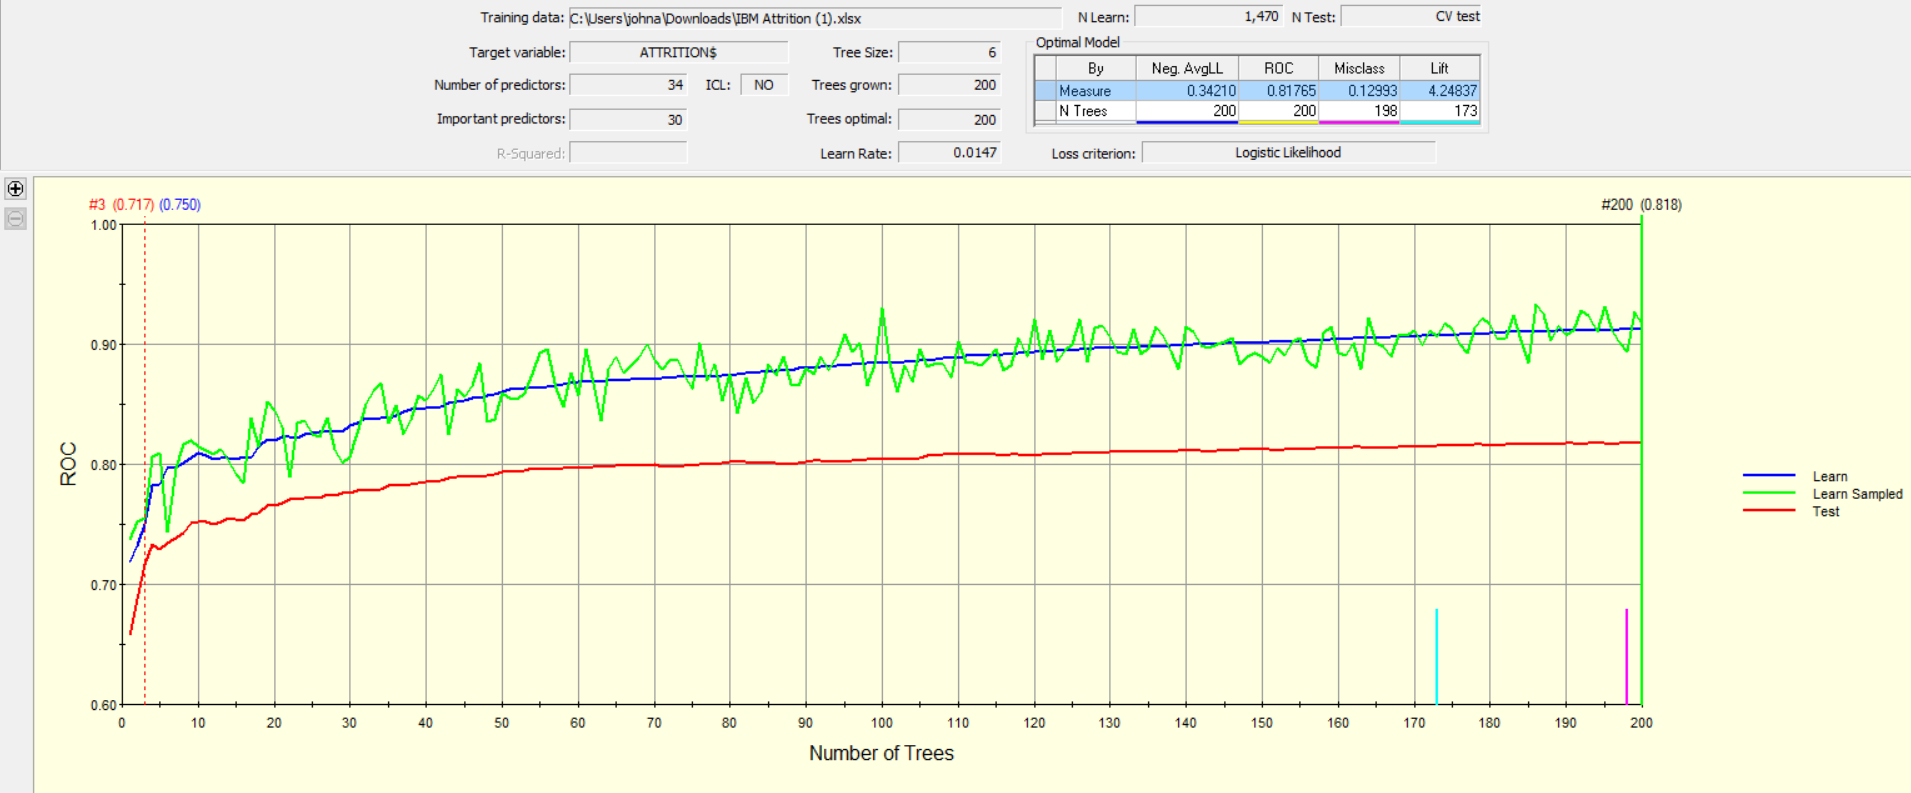 Training data: C:\Users\johna\Downloads\IBM Attrition (1).xlsx N Learn: 1,470 N Test: CV test
Target variable: ATTRITION$ Tree Size: 6
Number of predictors: 34 ICL: NO Trees grown: 200
Important predictors: 30 Trees optimal: 200
R-Squared: Learn Rate: 0.0147 Loss criterion: Logistic Likelihood
Optimal Model
By Neg. AvgLL ROC Misclass Lift
Measure 0.34210 0.81765 0.12993 4.24837
N Trees 200 200 198 173
#3 (0.717) (0.750) #200 (0.818)
1.00
0.90
0.80
0.70
0.60
ROC
0 10 20 30 40 50 60 70 80 90 100 110 120 130 140 150 160 170 180 190 200
Number of Trees
Learn
Learn Sampled
Test